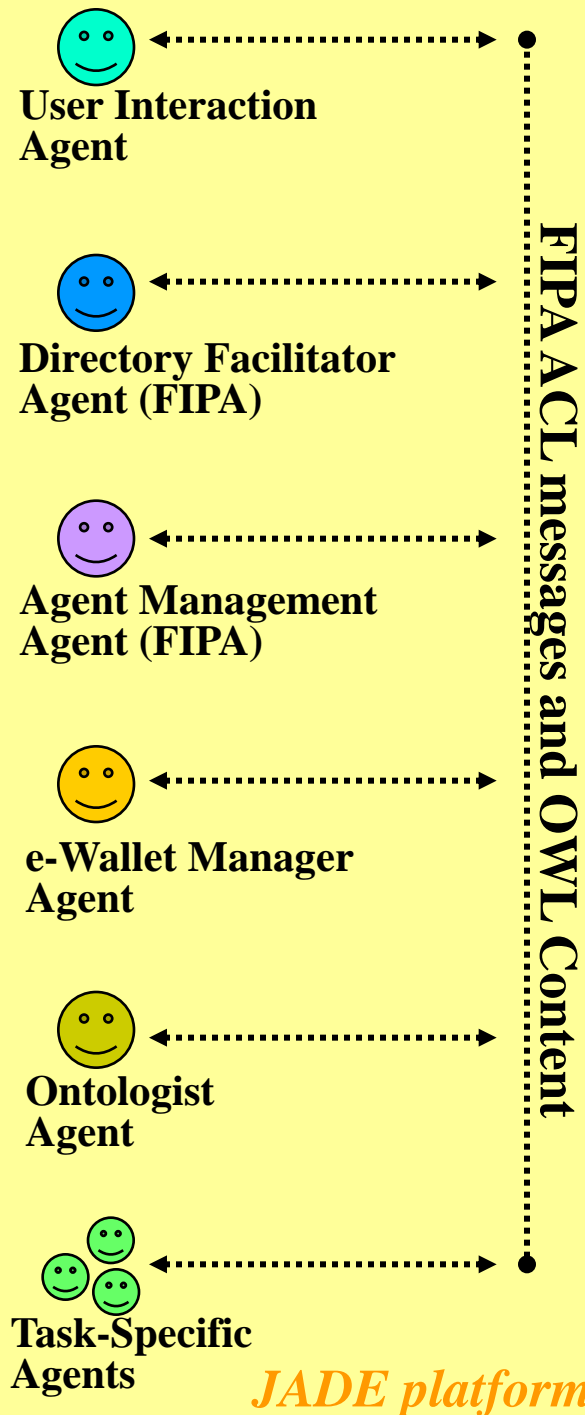 User Interaction
Agent
Directory Facilitator
Agent (FIPA)
Agent Management
Agent (FIPA)
e-Wallet Manager
Agent
Ontologist
Agent
Task-Specific
Agents
FIPA ACL messages and OWL Content
JADE platform